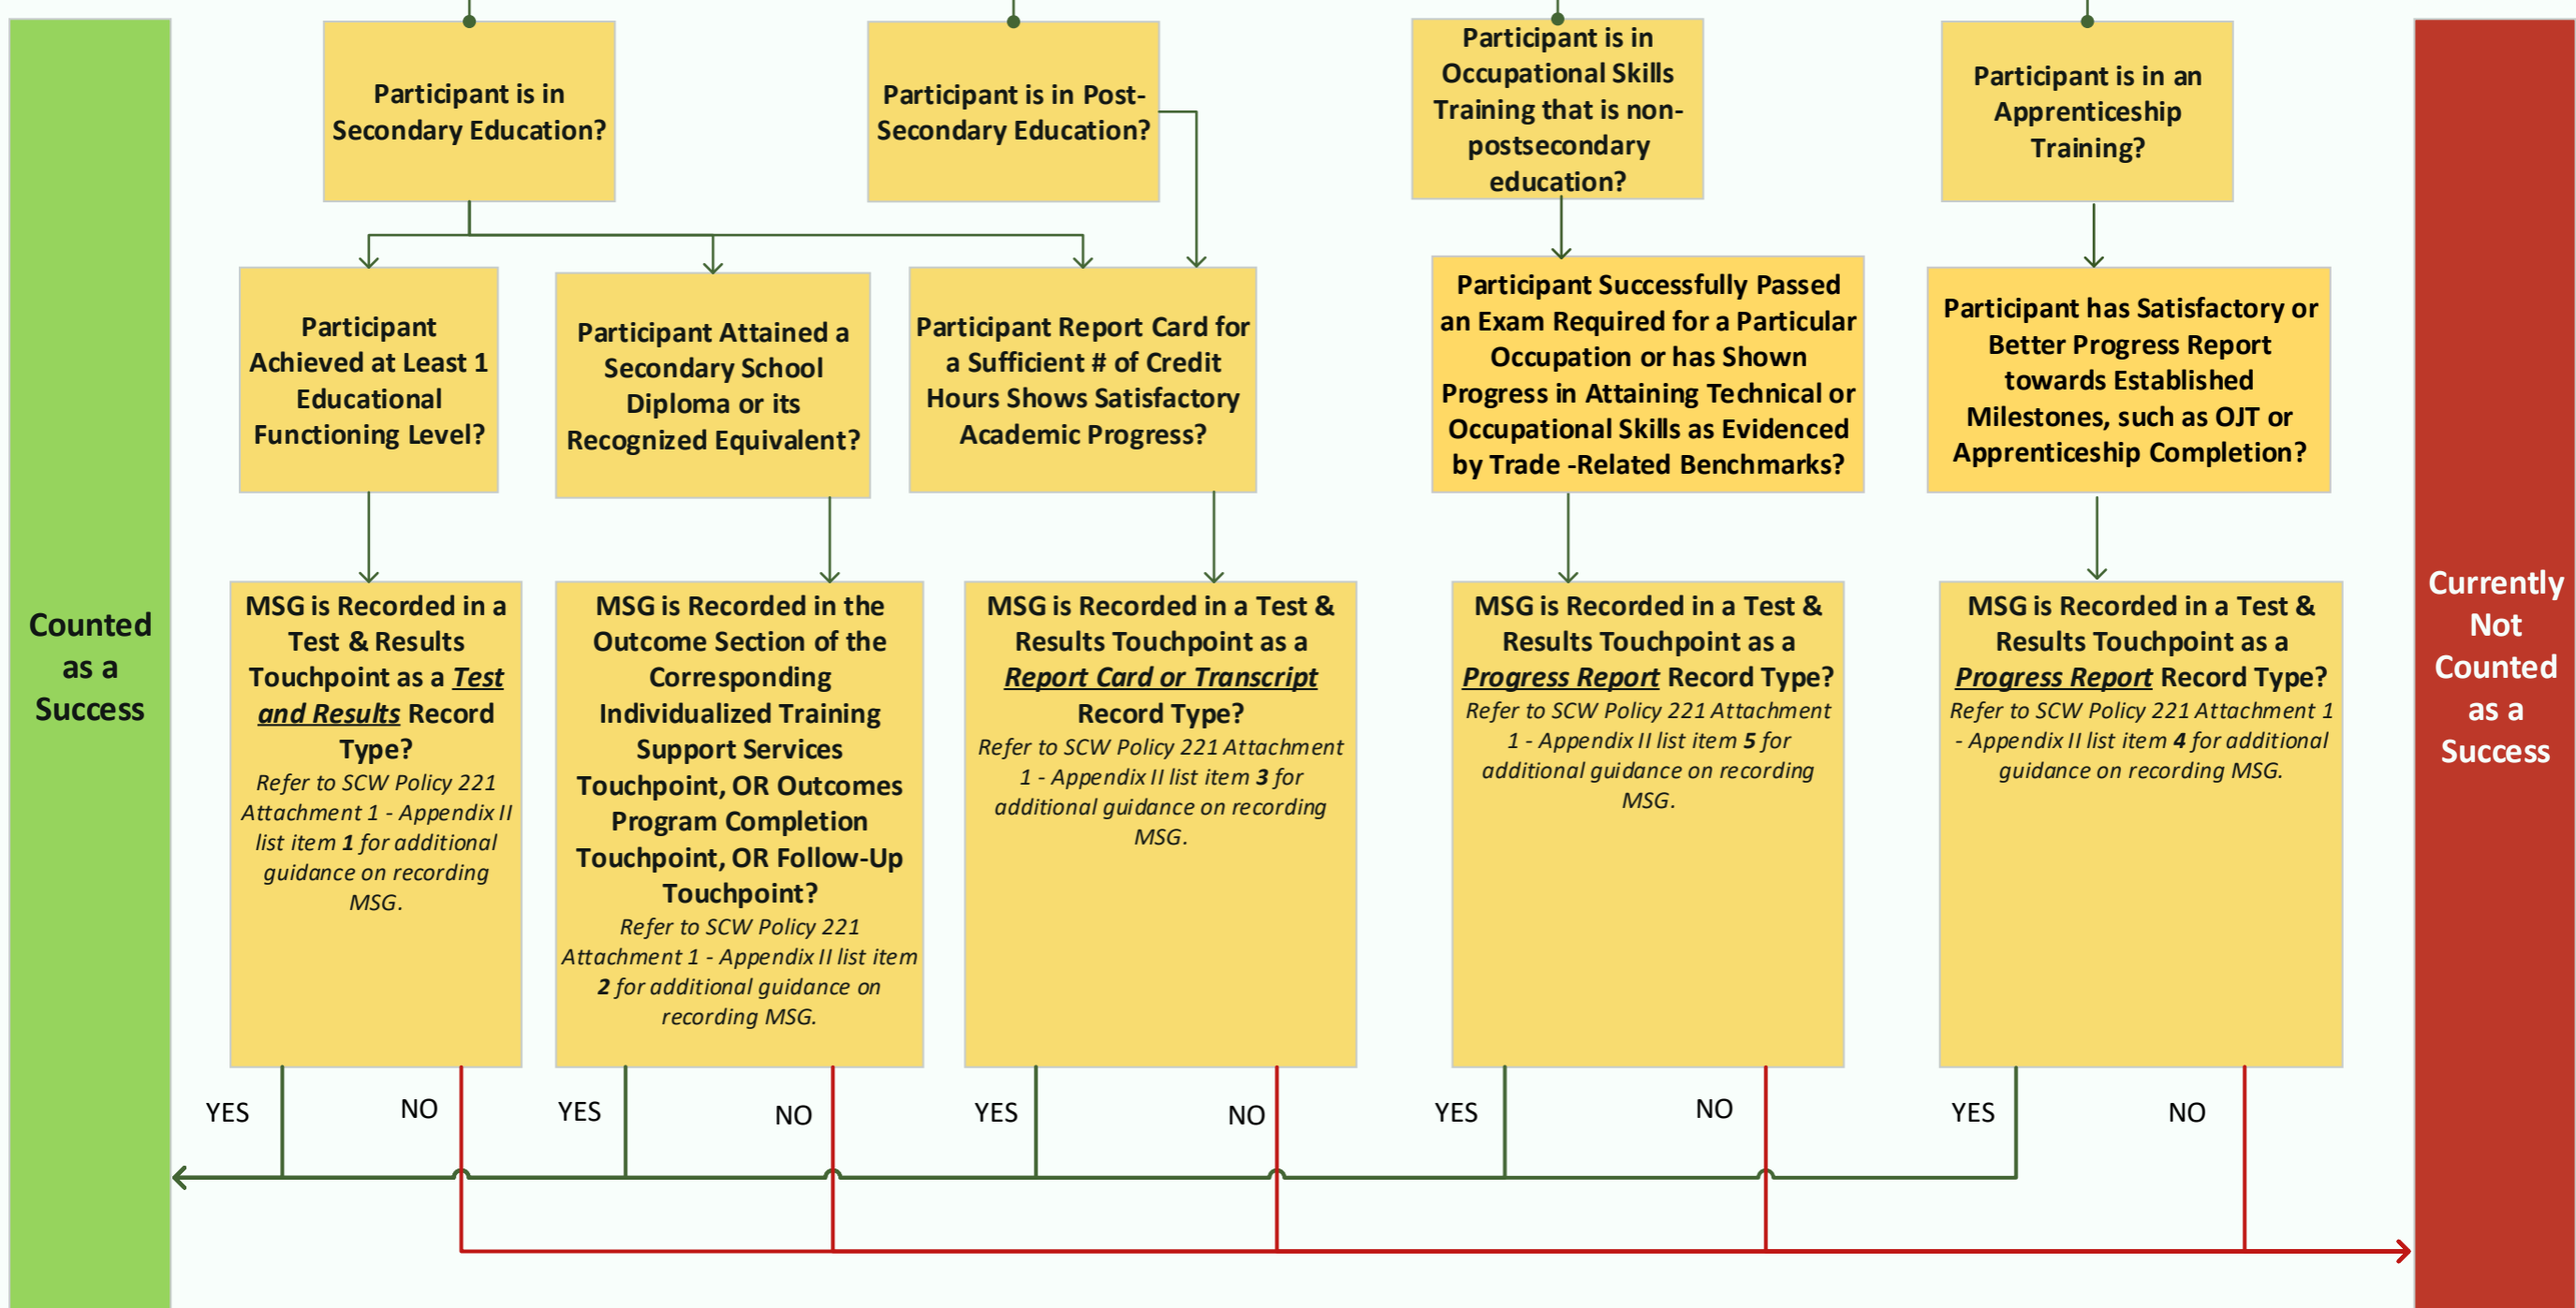 Participant is in
Secondary Education?
Participant is in Post-
Secondary Education?
Participant is in
Occupational Skills
Training that is non-
postsecondary
education?
Participant is in an
Apprenticeship
Training?
Participant
Achieved at Least 1
Educational
Functioning Level?
Participant Attained a
Secondary School
Diploma or its
Recognized Equivalent?
Participant Report Card for
a Sufficient # of Credit
Hours Shows Satisfactory
Academic Progress?
Participant Successfully Passed
an Exam Required for a Particular
Occupation or has Shown
Progress in Attaining Technical or
Occupational Skills as Evidenced
by Trade -Related Benchmarks?
Participant has Satisfactory or
Better Progress Report
towards Established
Milestones, such as OJT or
Apprenticeship Completion?
Counted
as a
Success
MSG is Recorded in a
Test & Results
Touchpoint as a Test
and Results Record
Type?
Refer to SCW Policy 221
Attachment 1 - Appendix II
list item 1 for additional
guidance on recording
MSG.
MSG is Recorded in the
Outcome Section of the
Corresponding
Individualized Training
Support Services
Touchpoint, OR Outcomes
Program Completion
Touchpoint, OR Follow-Up
Touchpoint?
Refer to SCW Policy 221
Attachment 1 - Appendix II list item
2 for additional guidance on
recording MSG.
MSG is Recorded in a Test &
Results Touchpoint as a
Report Card or Transcript
Record Type?
Refer to SCW Policy 221 Attachment
1 - Appendix II list item 3 for
additional guidance on recording
MSG.
MSG is Recorded in a Test &
Results Touchpoint as a
Progress Report Record Type?
Refer to SCW Policy 221 Attachment
1 - Appendix II list item 5 for
additional guidance on recording
MSG.
MSG is Recorded in a Test &
Results Touchpoint as a
Progress Report Record Type?
Refer to SCW Policy 221 Attachment 1
- Appendix II list item 4 for additional
guidance on recording MSG.
Currently
Not
Counted
as a
Success
YES
NO
YES
NO
YES
NO
YES
NO
YES
NO